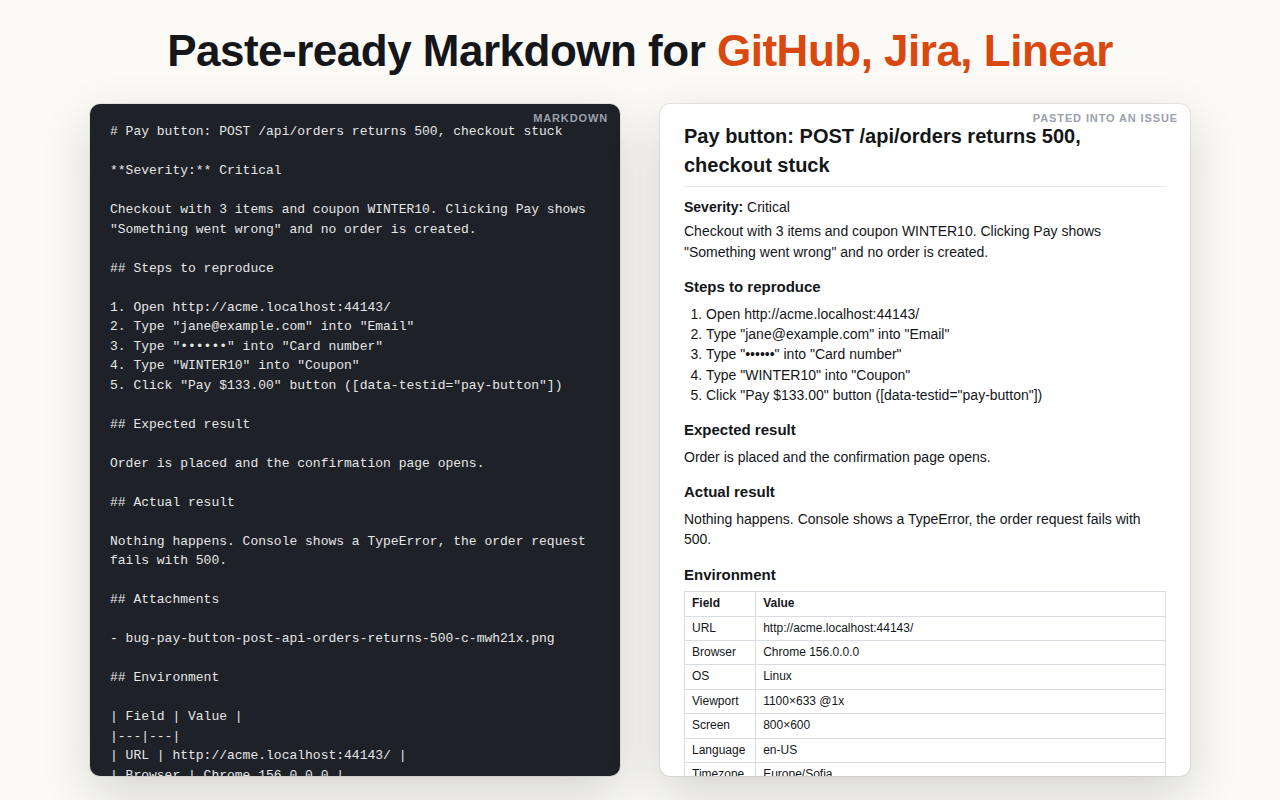 Paste-ready Markdown for GitHub, Jira, Linear
MARKDOWN
# Pay button: POST /api/orders returns 500, checkout stuck
**Severity:** Critical
Checkout with 3 items and coupon WINTER10. Clicking Pay shows
"Something went wrong" and no order is created.
## Steps to reproduce
1. Open http://acme.localhost:44143/
2. Type "jane@example.com" into "Email"
3. Type "••••••" into "Card number"
4. Type "WINTER10" into "Coupon"
5. Click "Pay $133.00" button ([data-testid="pay-button"])
## Expected result
Order is placed and the confirmation page opens.
## Actual result
Nothing happens. Console shows a TypeError, the order request
fails with 500.
## Attachments
- bug-pay-button-post-api-orders-returns-500-c-mwh21x.png
## Environment
| Field | Value |
|---|---|
| URL | http://acme.localhost:44143/ |
| Browser | Chrome 156.0.0.0 |
PASTED INTO AN ISSUE
Pay button: POST /api/orders returns 500,
checkout stuck
Severity: Critical
Checkout with 3 items and coupon WINTER10. Clicking Pay shows
"Something went wrong" and no order is created.
Steps to reproduce
1. Open http://acme.localhost:44143/
2. Type "jane@example.com" into "Email"
3. Type "••••••" into "Card number"
4. Type "WINTER10" into "Coupon"
5. Click "Pay $133.00" button ([data-testid="pay-button"])
Expected result
Order is placed and the confirmation page opens.
Actual result
Nothing happens. Console shows a TypeError, the order request fails with
500.
Environment
Field Value
URL http://acme.localhost:44143/
Browser Chrome 156.0.0.0
OS Linux
Viewport 1100×633 @1x
Screen 800×600
Language en-US
Timezone Europe/Sofia